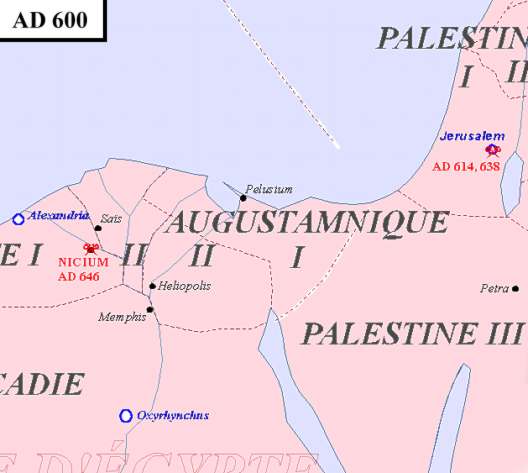 AD 600
PALESTIN
I II
Jerusalem
AD 614, 638
Pelusium
Alexandria
Saïs
AUGUSTAMNIQUE
E I II II I
NICIUM
AD 646
Heliopolis
Petra
Memphis
PALESTINE III
CADIE
Oxyrhynchus
E D'ÉGYPTE